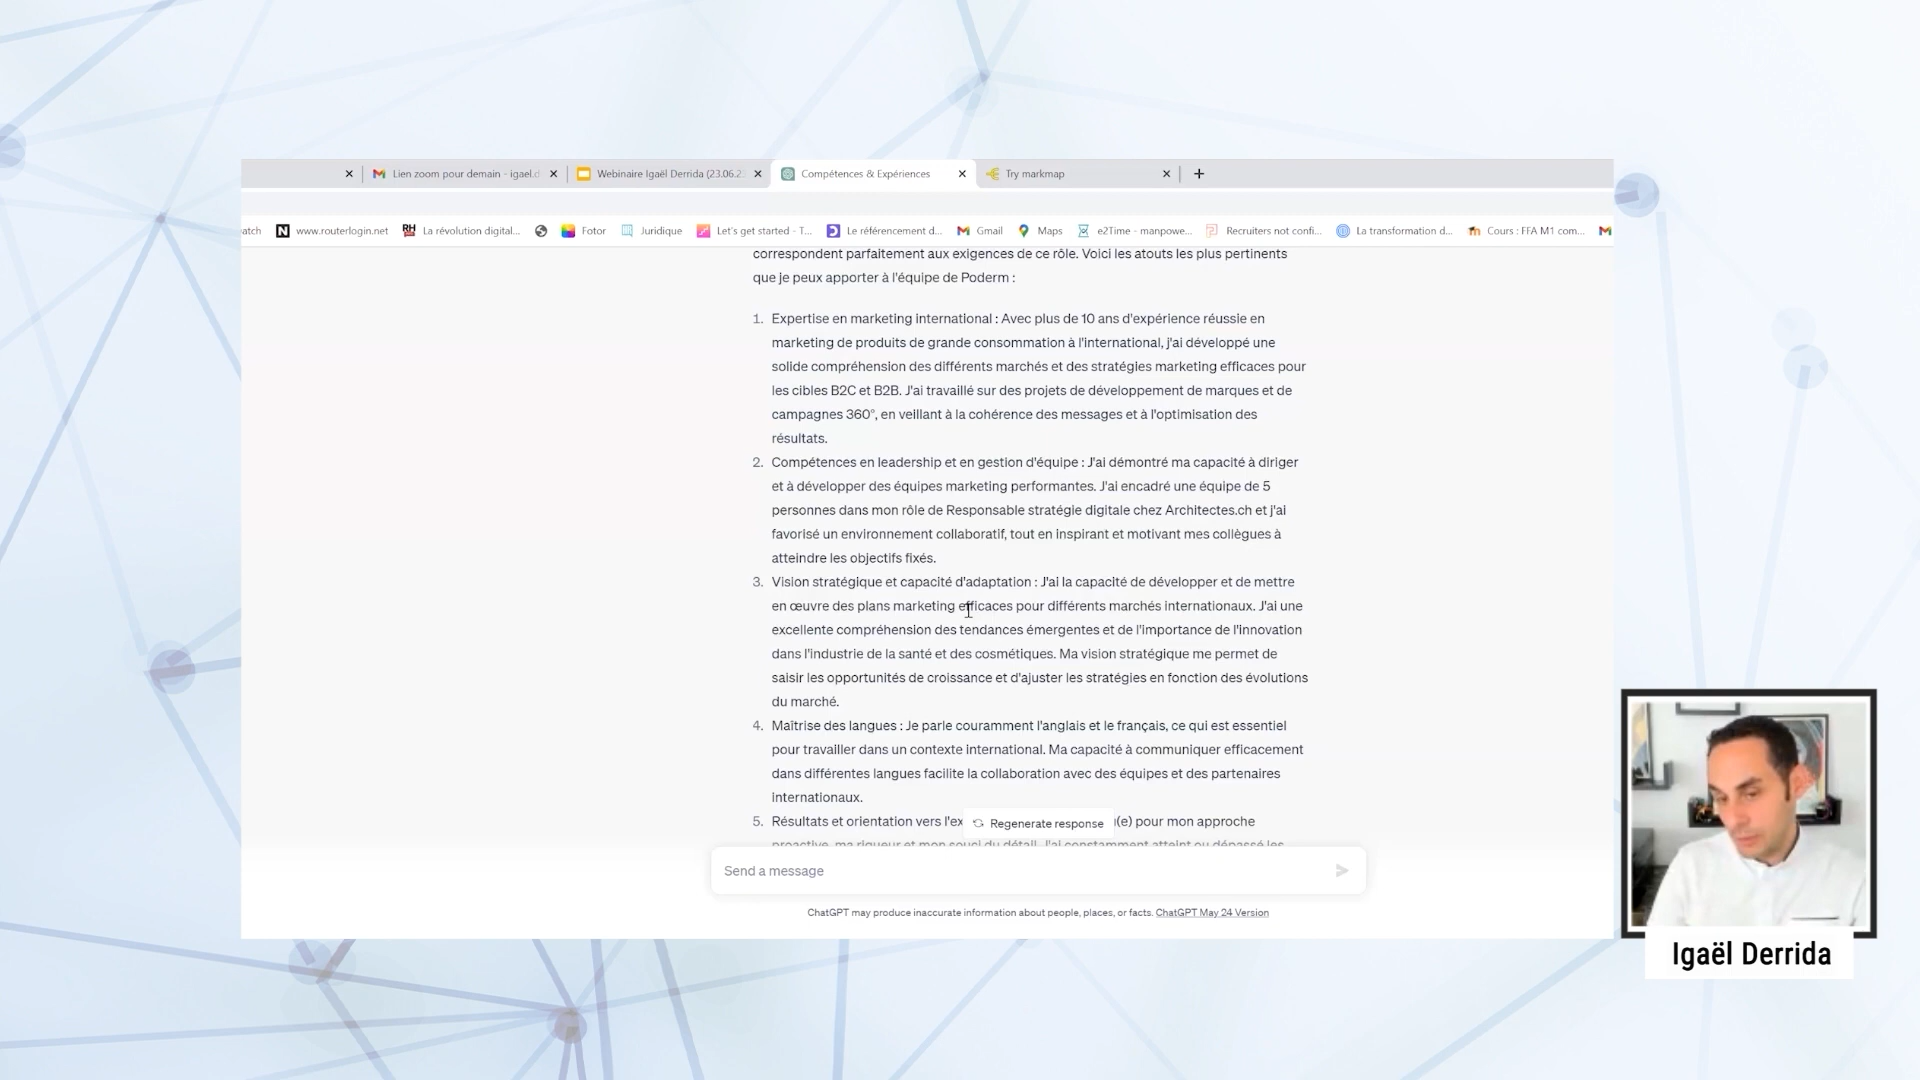 Lien zoom pour demain - igael.d
Webinaire Igaël Derrida (23.06.23
Compétences & Expériences
Try markmap
atch
www.routerlogin.net
RH
La révolution digital...
Fotor
Juridique
Let's get started - T...
Le référencement d...
Gmail
Maps
e2Time - manpowe...
Recruiters not confi...
La transformation d...
Cours : FFA M1 com...
correspondent parfaitement aux exigences de ce rôle. Voici les atouts les plus pertinents
que je peux apporter à l'équipe de Poderm :
1. Expertise en marketing international : Avec plus de 10 ans d'expérience réussie en
marketing de produits de grande consommation à l'international, j'ai développé une
solide compréhension des différents marchés et des stratégies marketing efficaces pour
les cibles B2C et B2B. J'ai travaillé sur des projets de développement de marques et de
campagnes 360°, en veillant à la cohérence des messages et à l'optimisation des
résultats.
2. Compétences en leadership et en gestion d'équipe : J'ai démontré ma capacité à diriger
et à développer des équipes marketing performantes. J'ai encadré une équipe de 5
personnes dans mon rôle de Responsable stratégie digitale chez Architectes.ch et j'ai
favorisé un environnement collaboratif, tout en inspirant et motivant mes collègues à
atteindre les objectifs fixés.
3. Vision stratégique et capacité d'adaptation : J'ai la capacité de développer et de mettre
en œuvre des plans marketing efficaces pour différents marchés internationaux. J'ai une
excellente compréhension des tendances émergentes et de l'importance de l'innovation
dans l'industrie de la santé et des cosmétiques. Ma vision stratégique me permet de
saisir les opportunités de croissance et d'ajuster les stratégies en fonction des évolutions
du marché.
4. Maîtrise des langues : Je parle couramment l'anglais et le français, ce qui est essentiel
pour travailler dans un contexte international. Ma capacité à communiquer efficacement
dans différentes langues facilite la collaboration avec des équipes et des partenaires
internationaux.
5. Résultats et orientation vers l'ex (e) pour mon approche
Regenerate response
proactive, ma rigueur et mon souci du détail. J'ai constamment atteint ou dépassé les
Send a message
ChatGPT may produce inaccurate information about people, places, or facts. ChatGPT May 24 Version
Igaël Derrida